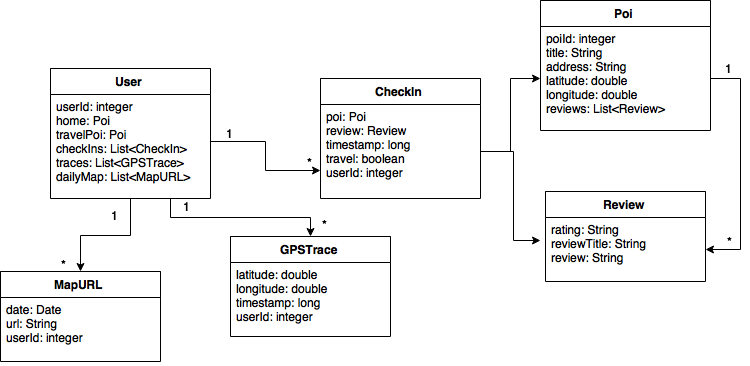 Poi
poiId: integer
title: String
address: String
latitude: double
longitude: double
reviews: List<Review>
1
User
userId: integer
home: Poi
travelPoi: Poi
checkIns: List<CheckIn>
traces: List<GPSTrace>
dailyMap: List<MapURL>
1
*
CheckIn
poi: Poi
review: Review
timestamp: long
travel: boolean
userId: integer
Review
rating: String
reviewTitle: String
review: String
*
1
*
1
*
GPSTrace
latitude: double
longitude: double
timestamp: long
userId: integer
MapURL
date: Date
url: String
userId: integer